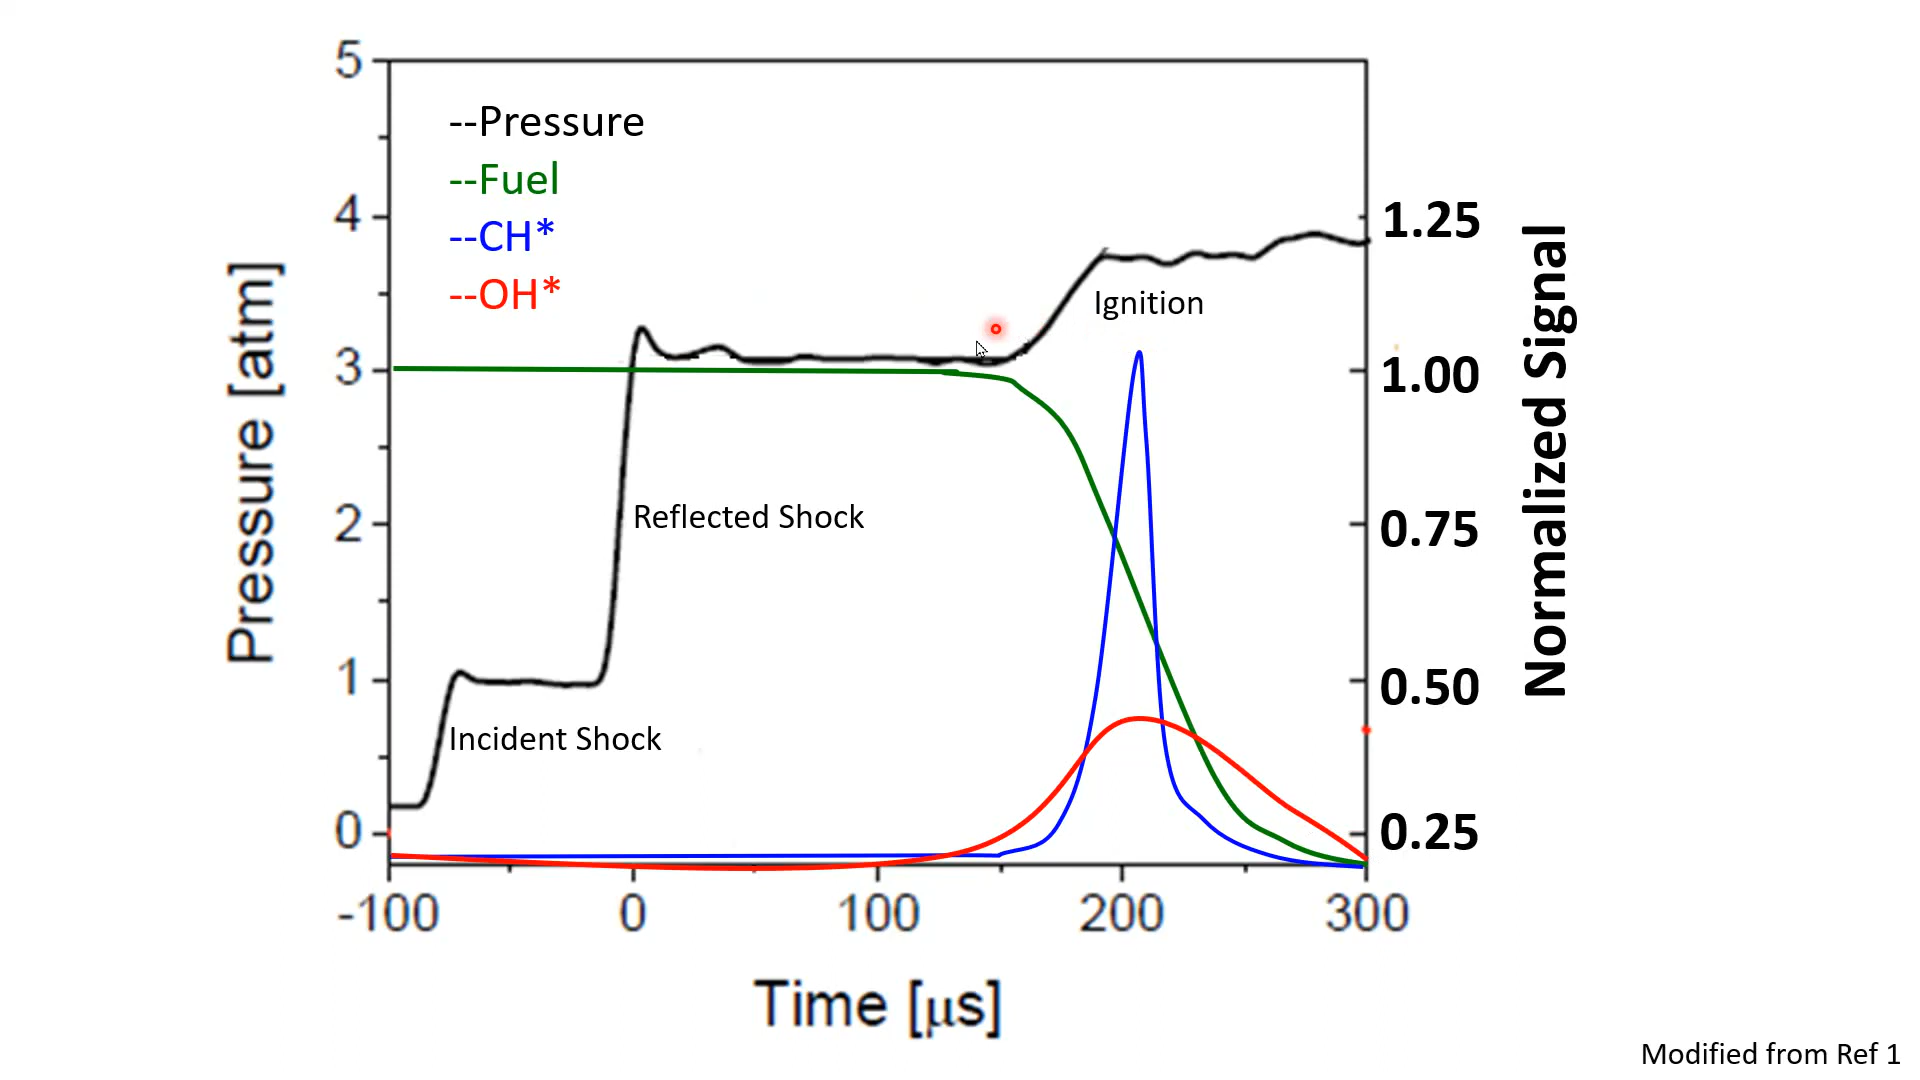 5
4
3
2
1
0
Pressure [atm]
--Pressure
--Fuel
--CH*
--OH*
Ignition
Reflected Shock
Incident Shock
1.25
1.00
0.75
0.50
0.25
Normalized Signal
-100 0 100 200 300
Time [μs]
Modified from Ref 1